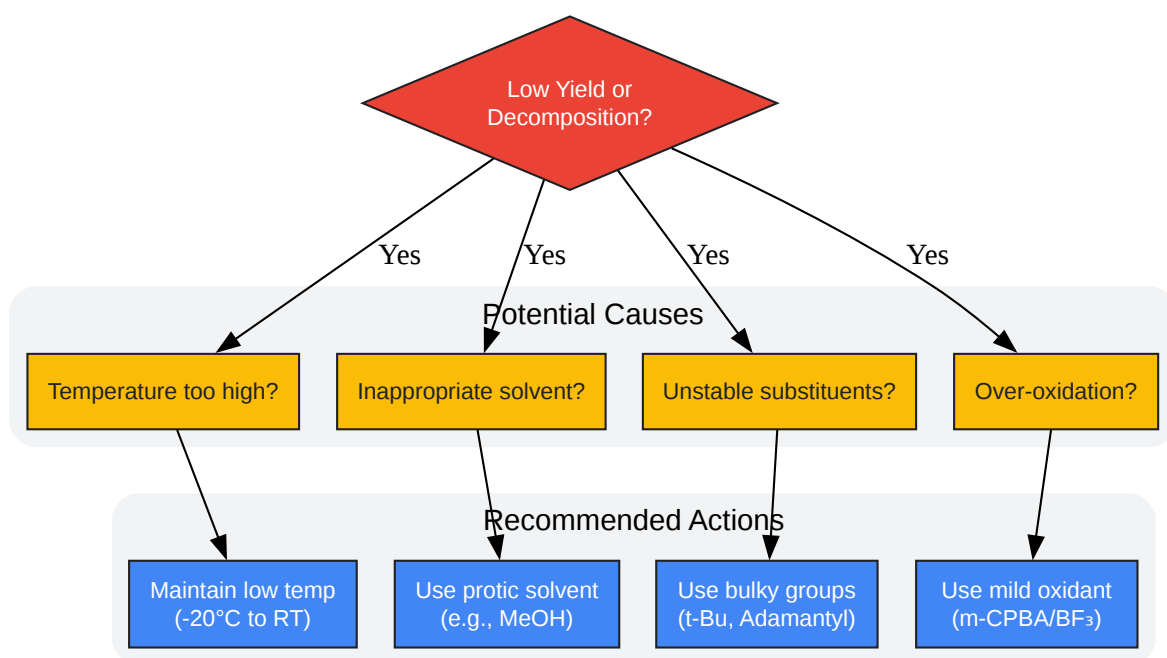 Low Yield or
Decomposition?
Yes
Yes
Yes
Yes
Potential Causes
Temperature too high?
Inappropriate solvent?
Unstable substituents?
Over-oxidation?
Recommended Actions
Maintain low temp
(-20°C to RT)
Use protic solvent
(e.g., MeOH)
Use bulky groups
(t-Bu, Adamantyl)
Use mild oxidant
(m-CPBA/BF₃)